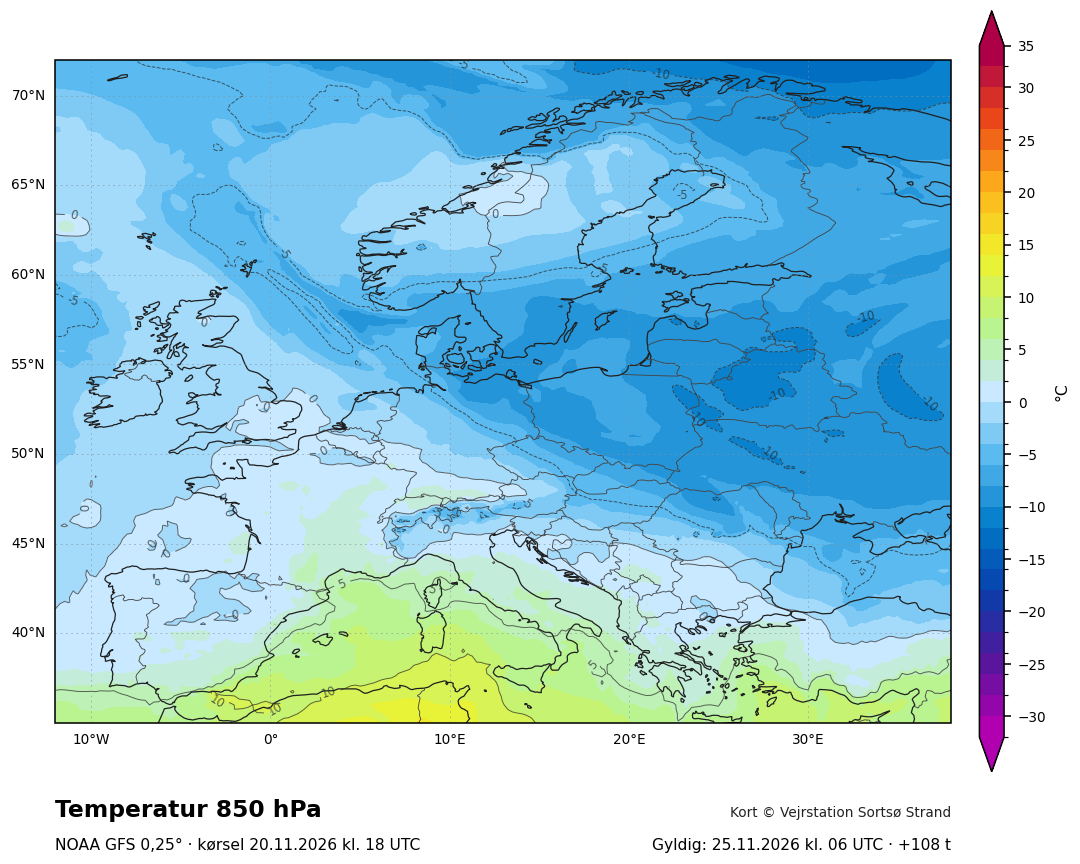 35
30
25
20
15
10
5
0
−5
−10
−15
−20
−25
−30
°C
70°N
65°N
60°N
55°N
50°N
45°N
40°N
10°W 0° 10°E 20°E 30°E
Temperatur 850 hPa
Kort © Vejrstation Sortsø Strand
NOAA GFS 0,25° · kørsel 20.11.2026 kl. 18 UTC
Gyldig: 25.11.2026 kl. 06 UTC · +108 t